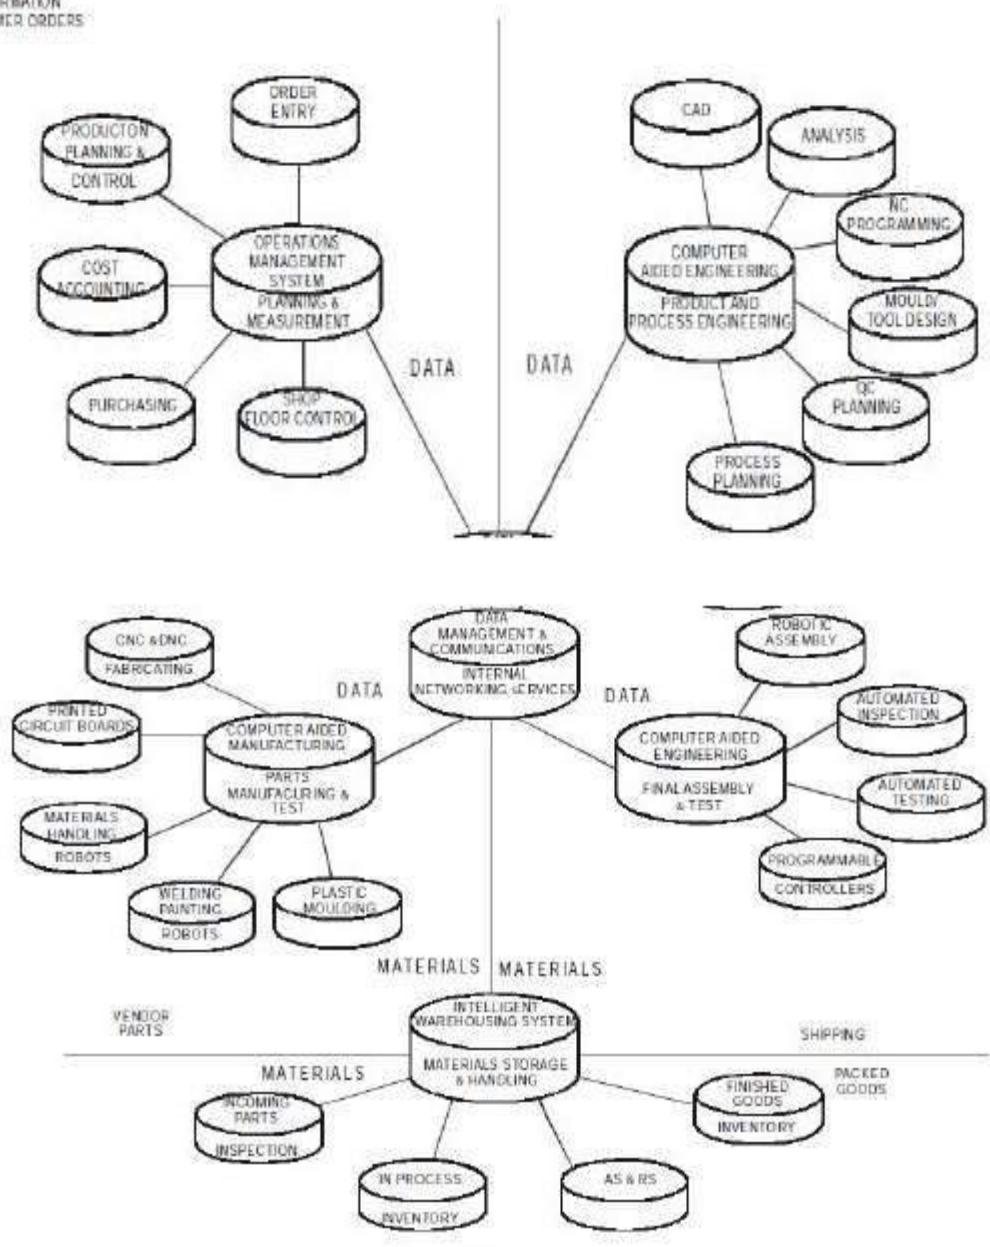 MER ORDERS
ORDER
ENTRY
PRODUCTON
PLANNING &
CONTROL
COST
ACCOUNTING
OPERATIONS
MANAGEMENT
SYSTEM
PLANNING &
MEASUREMENT
PURCHASING
SHOP
FLOOR CONTROL
DATA
CAD
ANALYSIS
NC
PROGRAMMING
COMPUTER
AIDED ENGINEERING
PRODUCT AND
PROCESS ENGINEERING
MOULD/
TOOL DESIGN
DATA
QC
PLANNING
PROCESS
PLANNING
CNC & DNC
FABRICATING
DATA
MANAGEMENT &
COMMUNICATIONS
INTERNAL
NETWORKING SERVICES
ROBOTIC
ASSEMBLY
DATA
DATA
PRINTED
CIRCUIT BOARDS
COMPUTER AIDED
MANUFACTURING
PARTS
MANUFACURING &
TEST
COMPUTER AIDED
ENGINEERING
FINAL ASSEMBLY
& TEST
AUTOMATED
INSPECTION
AUTOMATED
TESTING
MATERIALS
HANDLING
ROBOTS
WELDING
PAINTING
ROBOTS
PLASTIC
MOULDING
PROGRAMMABLE
CONTROLLERS
MATERIALS
MATERIALS
VENDOR
PARTS
INTELLIGENT
WAREHOUSING SYSTEM
MATERIALS STORAGE
& HANDLING
SHIPPING
MATERIALS
PACKED
GOODS
INCOMING
PARTS
INSPECTION
FINISHED
GOODS
INVENTORY
IN PROCESS
INVENTORY
AS & RS